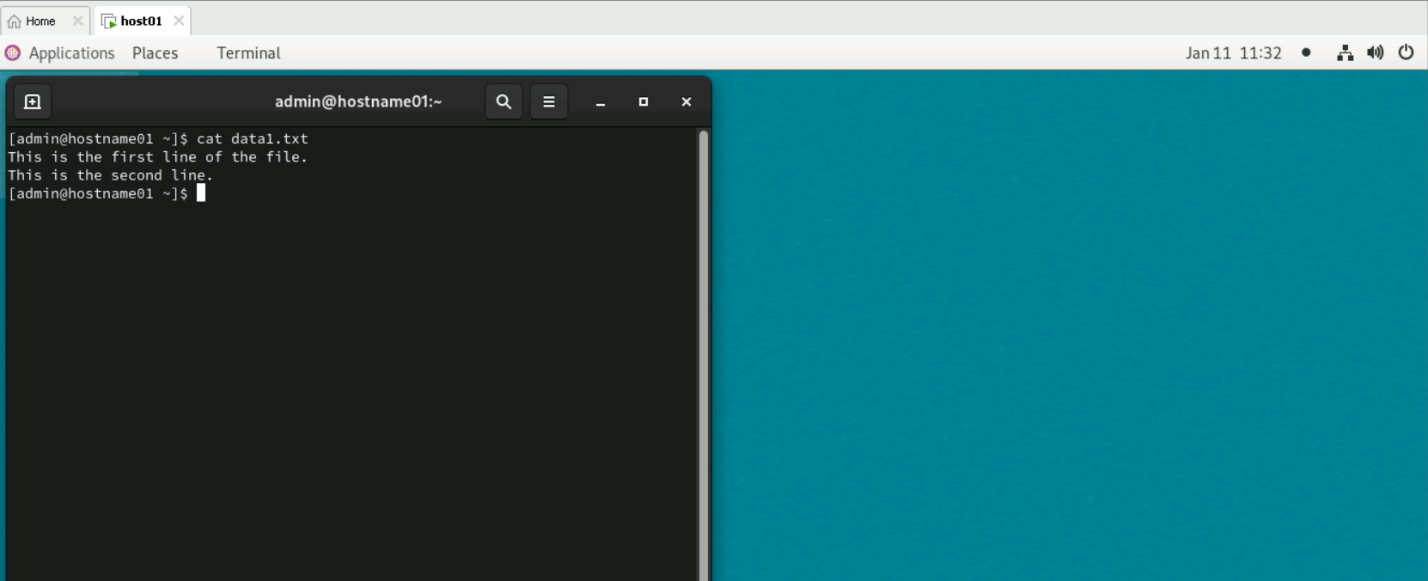 Home
host01
Applications Places Terminal Jan 11 11:32
admin@hostname01:~
[admin@hostname01 ~]$ cat data1.txt
This is the first line of the file.
This is the second line.
[admin@hostname01 ~]$